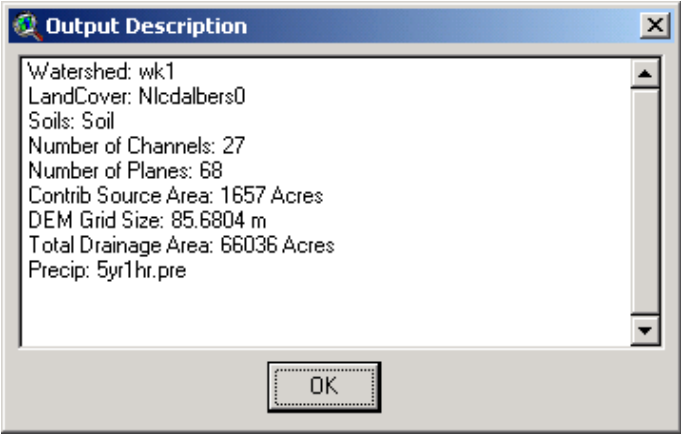 Output Description
Watershed: wk1
LandCover: Nlcdalbers0
Soils: Soil
Number of Channels: 27
Number of Planes: 68
Contrib Source Area: 1657 Acres
DEM Grid Size: 85.6804 m
Total Drainage Area: 66036 Acres
Precip: 5yr1hr.pre
OK